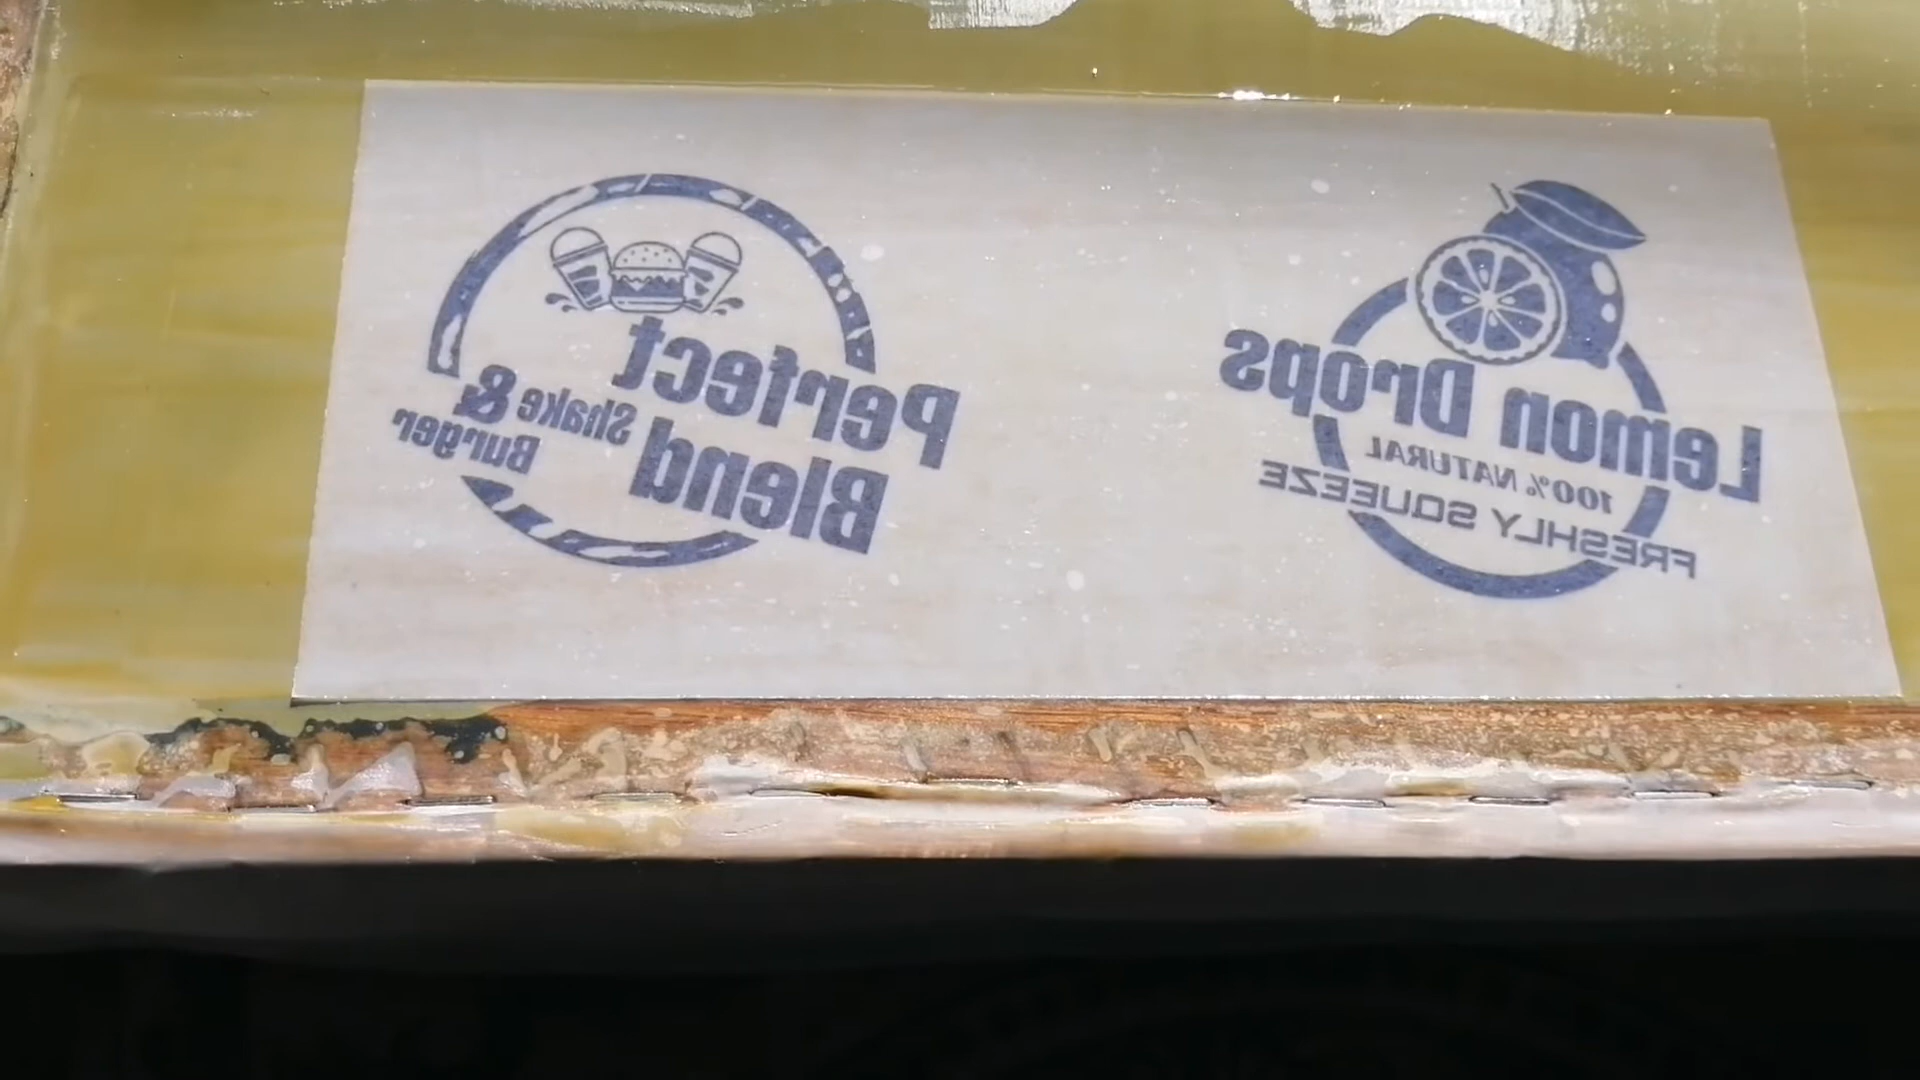 Perfect
Blend Shake &
Burger
Lemon Drops
100% NATURAL
FRESHLY SQUEEZE